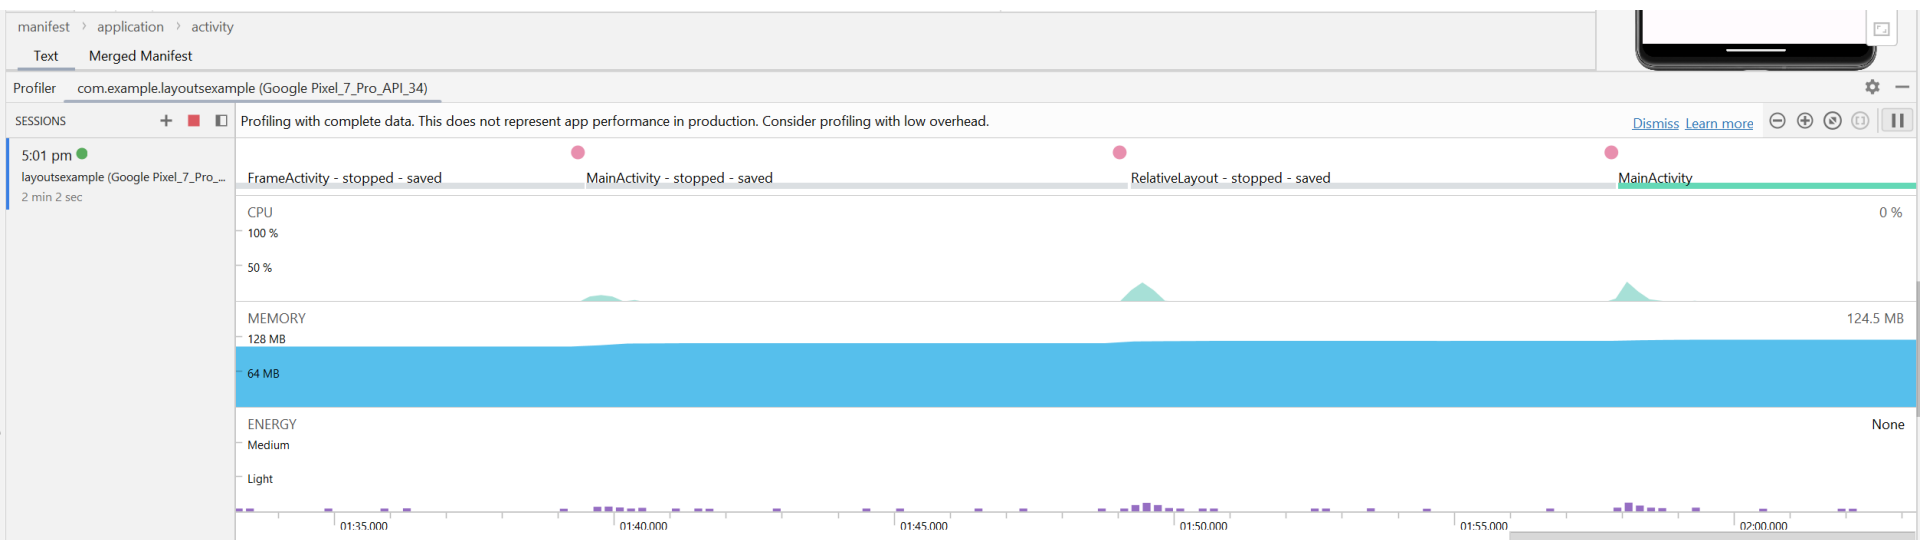 manifest › application › activity
Text Merged Manifest
Profiler com.example.layoutsexample (Google Pixel_7_Pro_API_34)
SESSIONS
Profiling with complete data. This does not represent app performance in production. Consider profiling with low overhead.
Dismiss Learn more
5:01 pm
layoutsexample (Google Pixel_7_Pro_...
2 min 2 sec
FrameActivity - stopped - saved
MainActivity - stopped - saved
RelativeLayout - stopped - saved
MainActivity
CPU 0 %
100 %
50 %
MEMORY 124.5 MB
128 MB
64 MB
ENERGY None
Medium
Light
01:35.000 01:40.000 01:45.000 01:50.000 01:55.000 02:00.000